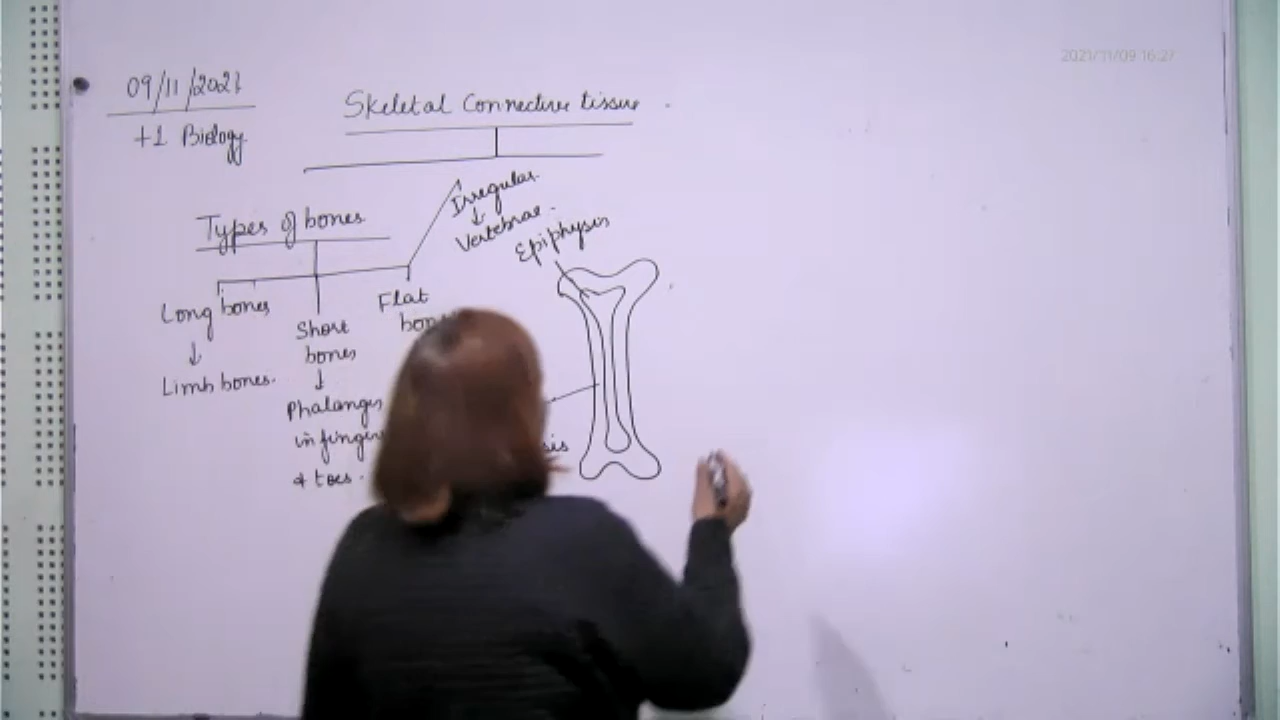 2021/11/09 16:27
09/11/2021
+1 Biology
Skeletal Connective tissue
Irregular
↓
Vertebrae
Epiphysis
Types of bones
Long bones
↓
Limb bones.
Short
bones
↓
Phalanges
in fingers
& toes.
Flat